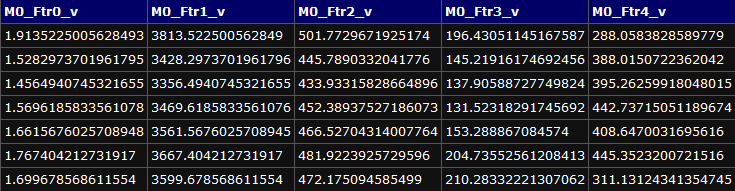 M0_Ftr0_v M0_Ftr1_v M0_Ftr2_v M0_Ftr3_v M0_Ftr4_v
1.9135225005628493 3813.522500562849 501.7729671925174 196.43051145167587 288.0583828589779
1.5282973701961795 3428.2973701961796 445.7890332041776 145.21916174692456 388.0150722362042
1.4564940745321655 3356.4940745321655 433.93315828664896 137.90588727749824 395.26259918048015
1.5696185833561078 3469.6185833561076 452.38937527186073 131.52318291745692 442.73715051189674
1.6615676025708948 3561.5676025708945 466.52704314007764 153.288867084574 408.6470031695616
1.767404212731917 3667.404212731917 481.9223925729596 204.73552561208413 445.3523200721516
1.699678568611554 3599.678568611554 472.175094585499 210.28332221307062 311.13124341354745